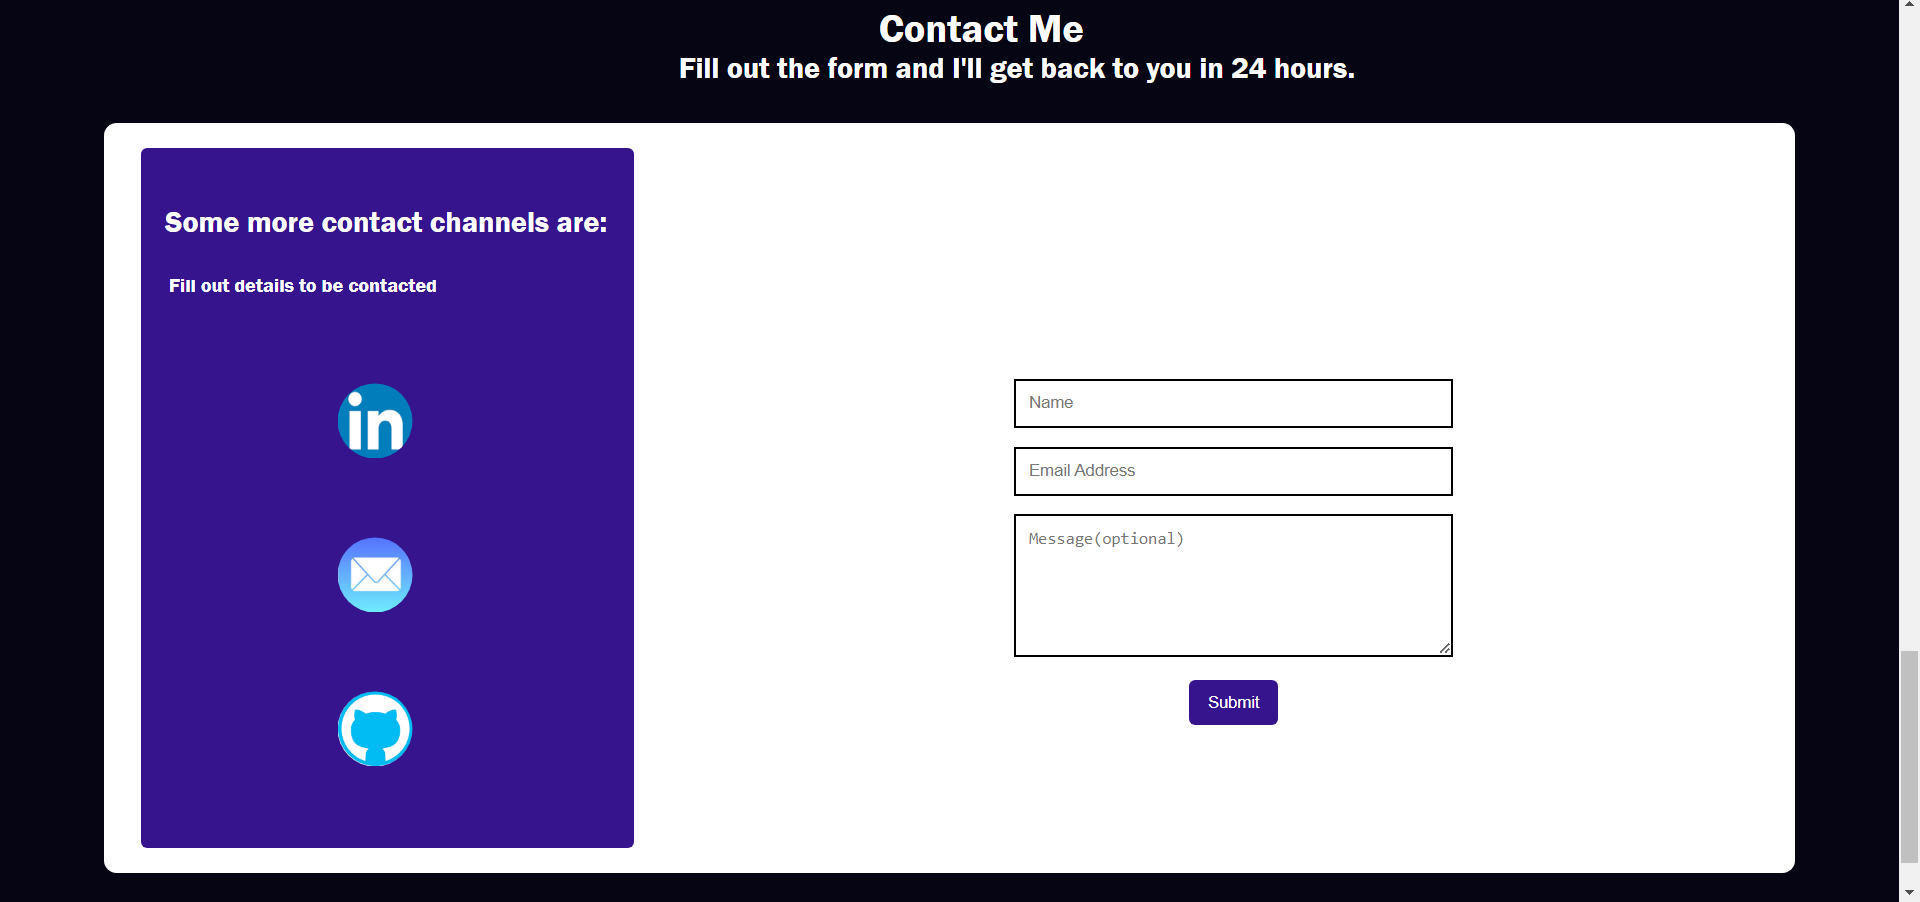 Contact Me
Fill out the form and I'll get back to you in 24 hours.
Some more contact channels are:
Fill out details to be contacted
in
Name
Email Address
Message(optional)
Submit